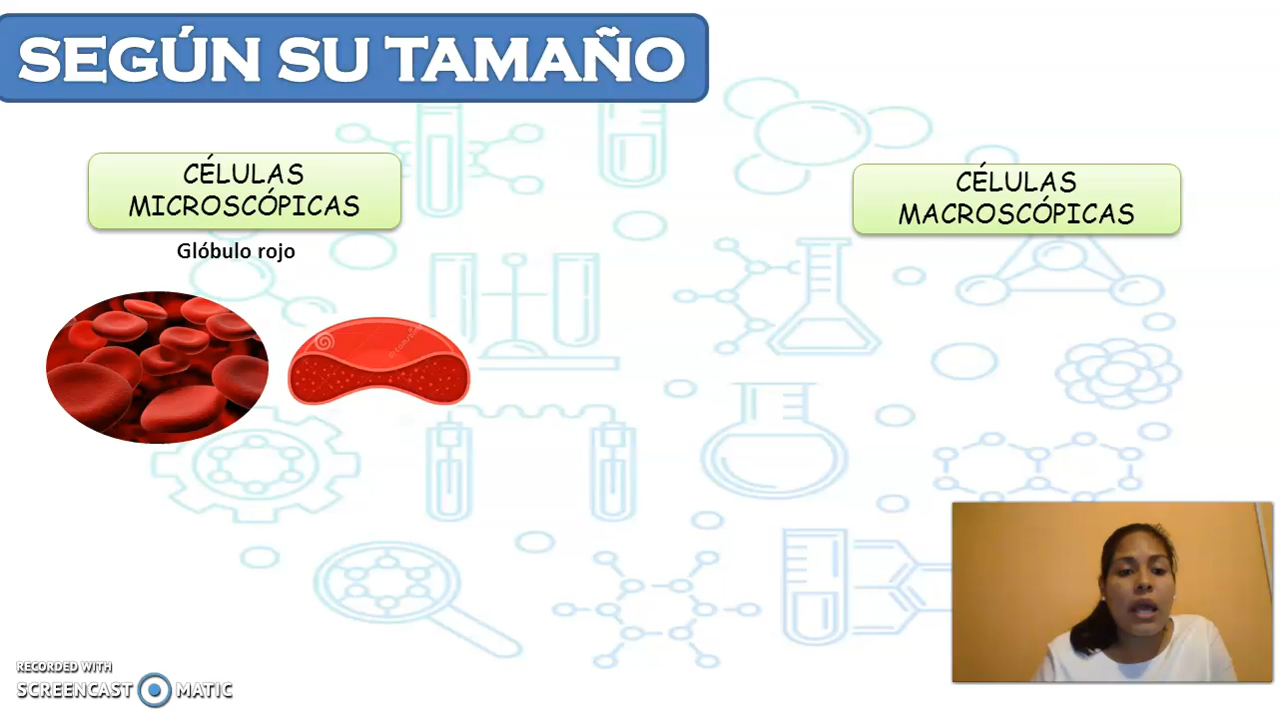 SEGÚN SU TAMAÑO
CÉLULAS
MICROSCÓPICAS
CÉLULAS
MACROSCÓPICAS
Glóbulo rojo
RECORDED WITH
SCREENCAST MATIC